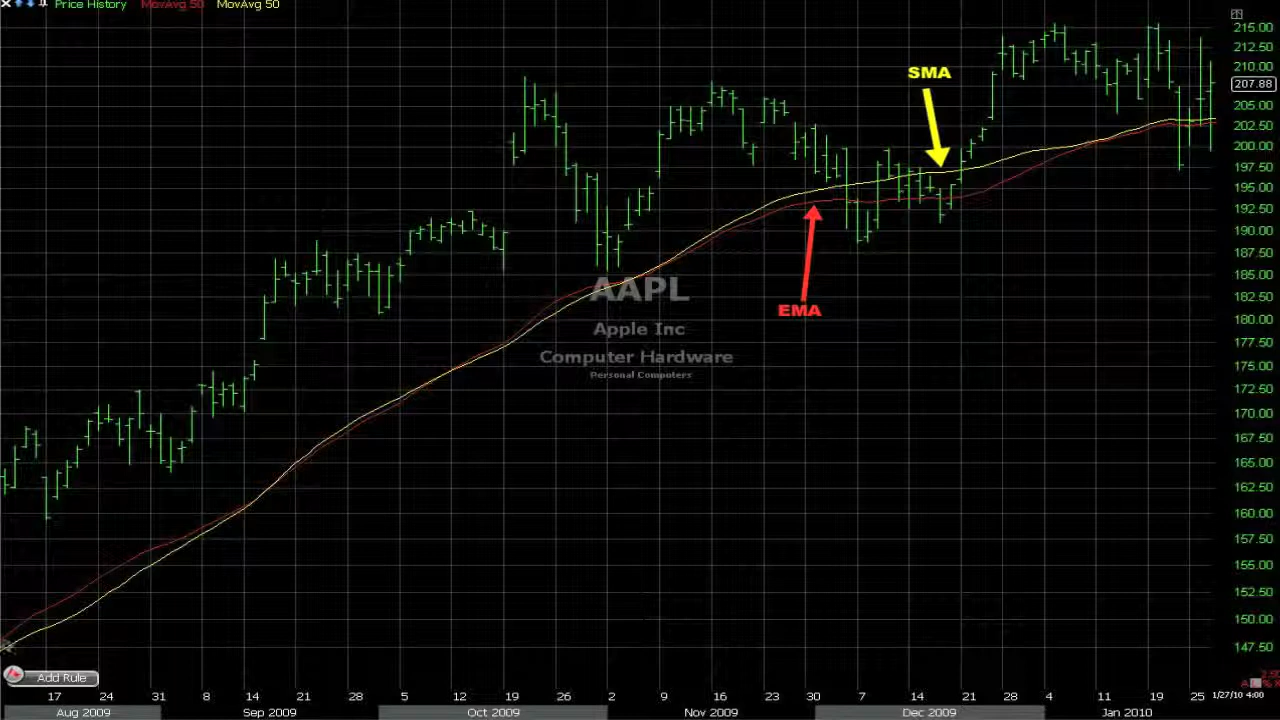 Price History MovAvg 50 MovAvg 50
215.00
212.50
SMA
210.00
207.88
205.00
202.50
200.00
197.50
195.00
192.50
190.00
187.50
185.00
AAPL
EMA
182.50
Apple Inc
180.00
177.50
Computer Hardware
Personal Computers
175.00
172.50
170.00
167.50
165.00
162.50
160.00
157.50
155.00
152.50
150.00
147.50
Add Rule
17 24 31 8 14 21 28 5 12 19 26 2 9 16 23 30 7 14 21 28 4 11 19 25 1/27/10 4:00
Aug 2009 Sep 2009 Oct 2009 Nov 2009 Dec 2009 Jan 2010